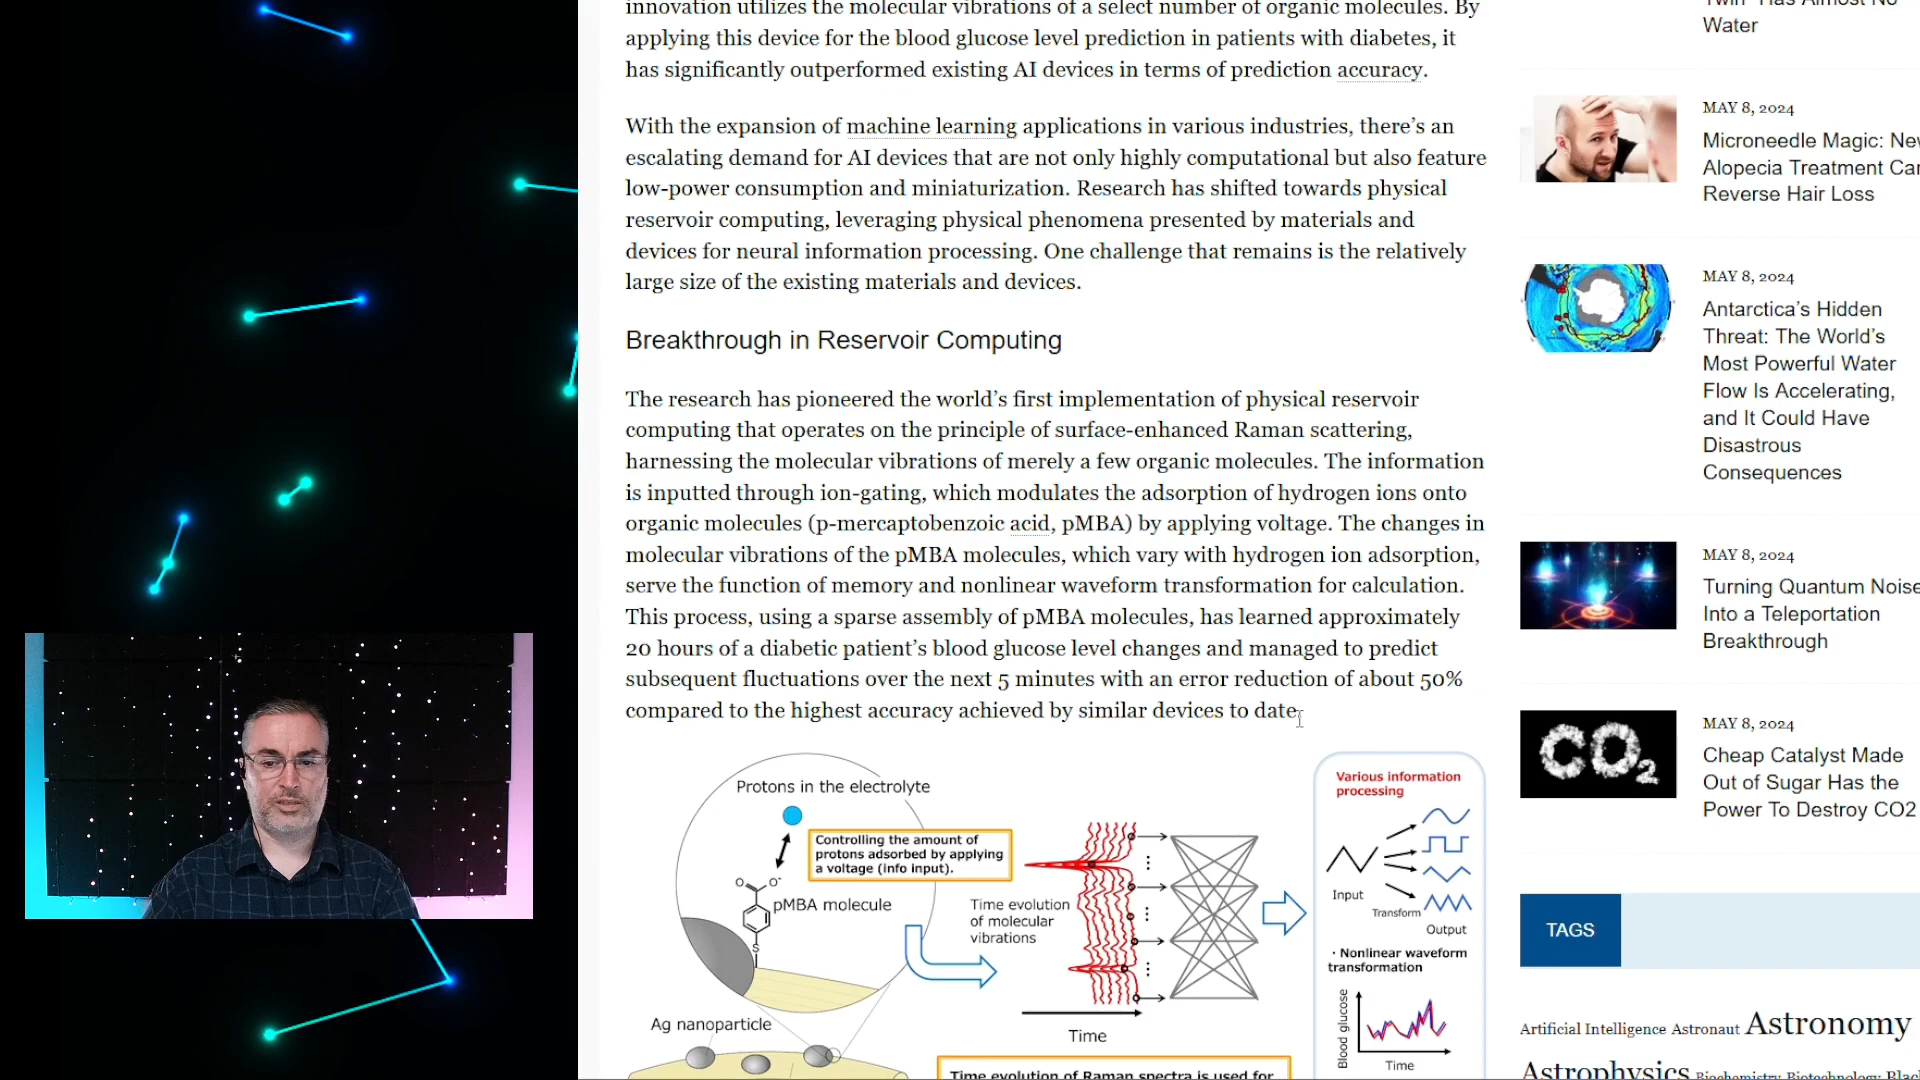 innovation utilizes the molecular vibrations of a select number of organic molecules. By
applying this device for the blood glucose level prediction in patients with diabetes, it
has significantly outperformed existing AI devices in terms of prediction accuracy.
With the expansion of machine learning applications in various industries, there's an
escalating demand for AI devices that are not only highly computational but also feature
low-power consumption and miniaturization. Research has shifted towards physical
reservoir computing, leveraging physical phenomena presented by materials and
devices for neural information processing. One challenge that remains is the relatively
large size of the existing materials and devices.
Breakthrough in Reservoir Computing
The research has pioneered the world's first implementation of physical reservoir
computing that operates on the principle of surface-enhanced Raman scattering,
harnessing the molecular vibrations of merely a few organic molecules. The information
is inputted through ion-gating, which modulates the adsorption of hydrogen ions onto
organic molecules (p-mercaptobenzoic acid, pMBA) by applying voltage. The changes in
molecular vibrations of the pMBA molecules, which vary with hydrogen ion adsorption,
serve the function of memory and nonlinear waveform transformation for calculation.
This process, using a sparse assembly of pMBA molecules, has learned approximately
20 hours of a diabetic patient's blood glucose level changes and managed to predict
subsequent fluctuations over the next 5 minutes with an error reduction of about 50%
compared to the highest accuracy achieved by similar devices to date.
Protons in the electrolyte
Controlling the amount of
protons adsorbed by applying
a voltage (info input).
O
O-
pMBA molecule
S
Ag nanoparticle
Time evolution
of molecular
vibrations
Time
Time evolution of Raman spectra is used for
Various information
processing
Input
Transform
Output
· Nonlinear waveform
transformation
Blood glucose
Time
Water
MAY 8, 2024
Microneedle Magic: New
Alopecia Treatment Can
Reverse Hair Loss
MAY 8, 2024
Antarctica's Hidden
Threat: The World's
Most Powerful Water
Flow Is Accelerating,
and It Could Have
Disastrous
Consequences
MAY 8, 2024
Turning Quantum Noise
Into a Teleportation
Breakthrough
CO2
MAY 8, 2024
Cheap Catalyst Made
Out of Sugar Has the
Power To Destroy CO2
TAGS
Artificial Intelligence Astronaut Astronomy
Astrophysics Biochemistry Biotechnology